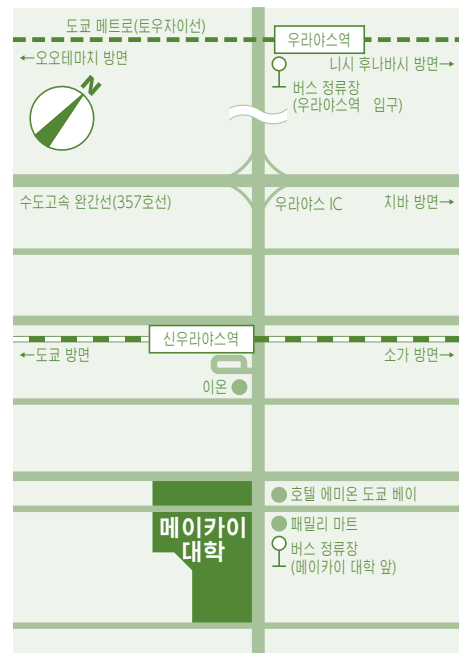 도쿄 메트로(토우자이선)
우라야스역
←오오테마치 방면
니시 후나바시 방면→
버스 정류장
(우라야스역 입구)
N
수도고속 완간선(357호선)
우라야스 IC
치바 방면→
신우라야스역
←도쿄 방면
소가 방면→
이온
호텔 에미온 도쿄 베이
메이카이
대학
패밀리 마트
버스 정류장
(메이카이 대학 앞)